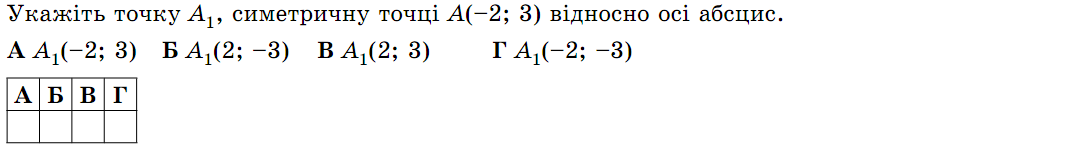 Укажіть точку A₁, симетричну точці A(−2; 3) відносно осі абсцис.
А A₁(−2; 3) Б A₁(2; −3) В A₁(2; 3) Г A₁(−2; −3)
А Б В Г